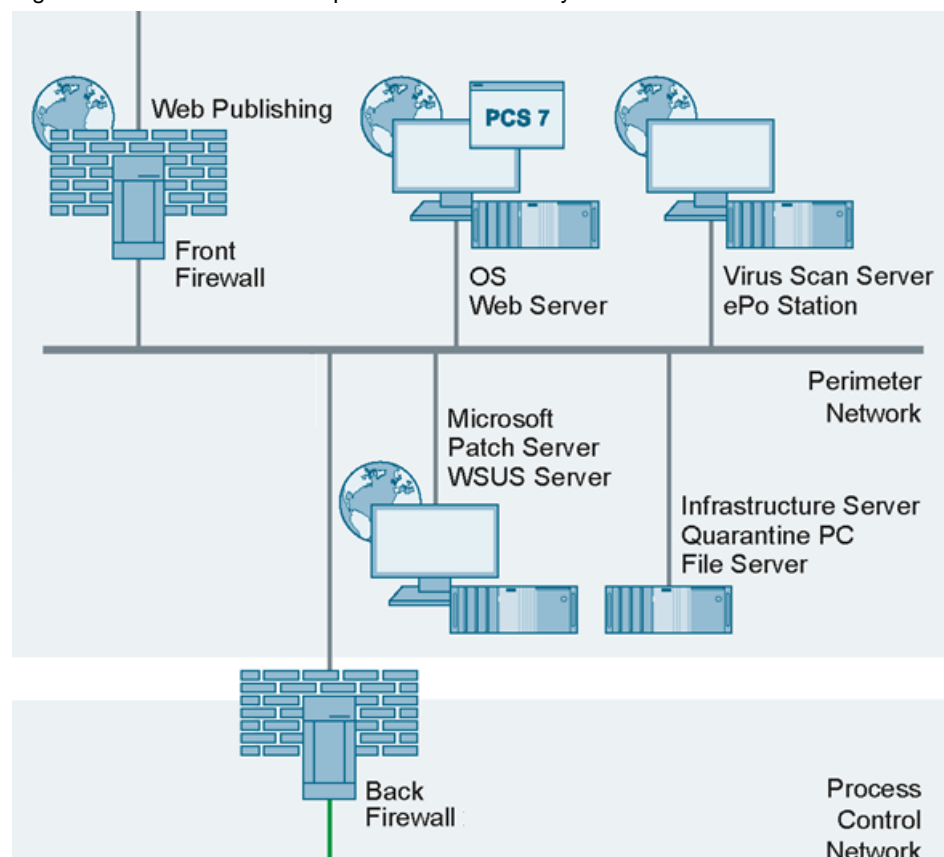 Web Publishing
PCS 7
Front
Firewall
OS
Web Server
Virus Scan Server
ePo Station
Perimeter
Network
Microsoft
Patch Server
WSUS Server
Infrastructure Server
Quarantine PC
File Server
Back
Firewall
Process
Control
Network